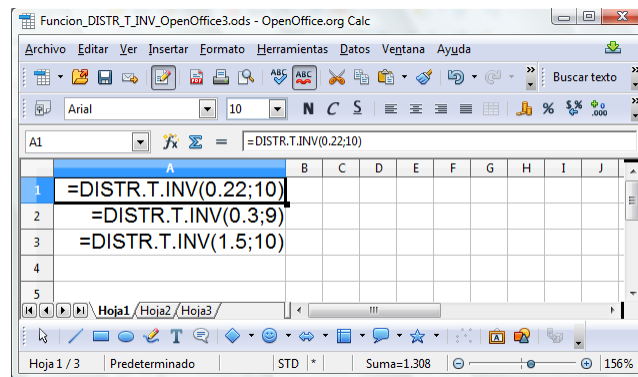 Funcion_DISTR_T_INV_OpenOffice3.ods - OpenOffice.org Calc
Archivo Editar Ver Insertar Formato Herramientas Datos Ventana Ayuda
Buscar texto
Arial 10 N C S % $% .000
A1 = =DISTR.T.INV(0.22;10)
A B C D E F G H I J
1 =DISTR.T.INV(0.22;10)
2 =DISTR.T.INV(0.3;9)
3 =DISTR.T.INV(1.5;10)
4
5
Hoja1 Hoja2 Hoja3
Hoja 1 / 3 Predeterminado STD * Suma=1.308 156%